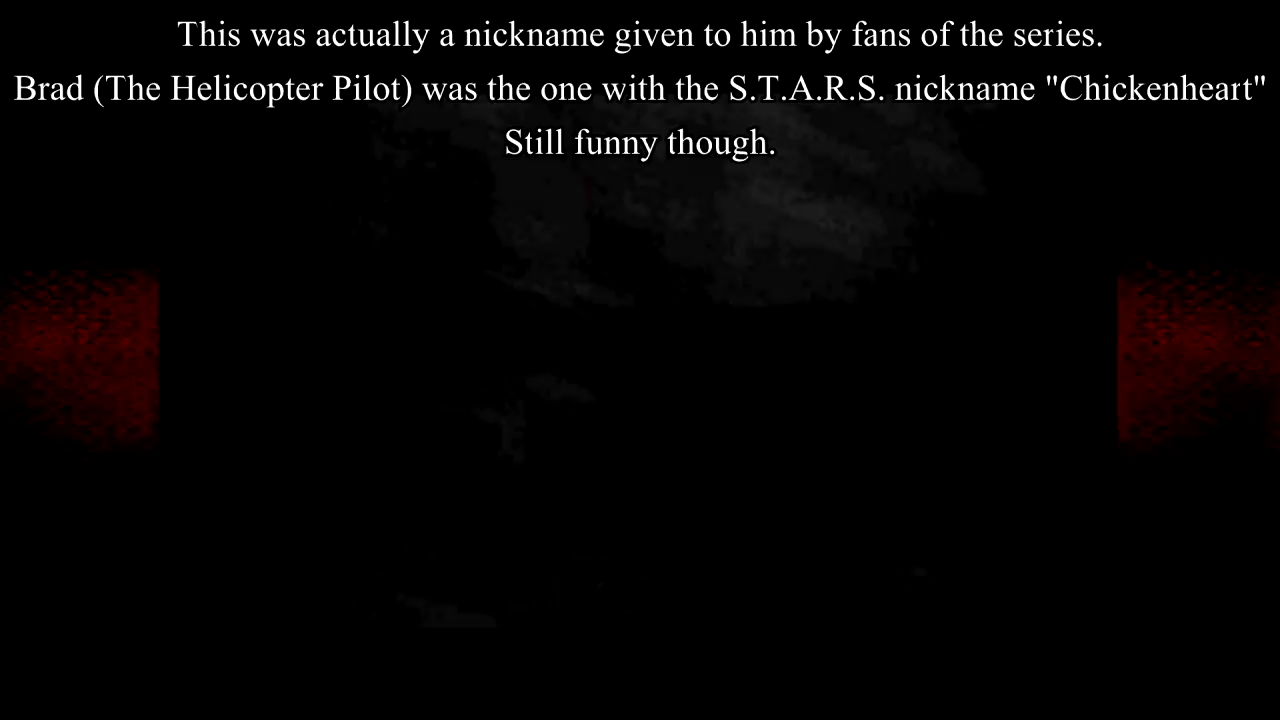 This was actually a nickname given to him by fans of the series.
Brad (The Helicopter Pilot) was the one with the S.T.A.R.S. nickname "Chickenheart"
Still funny though.